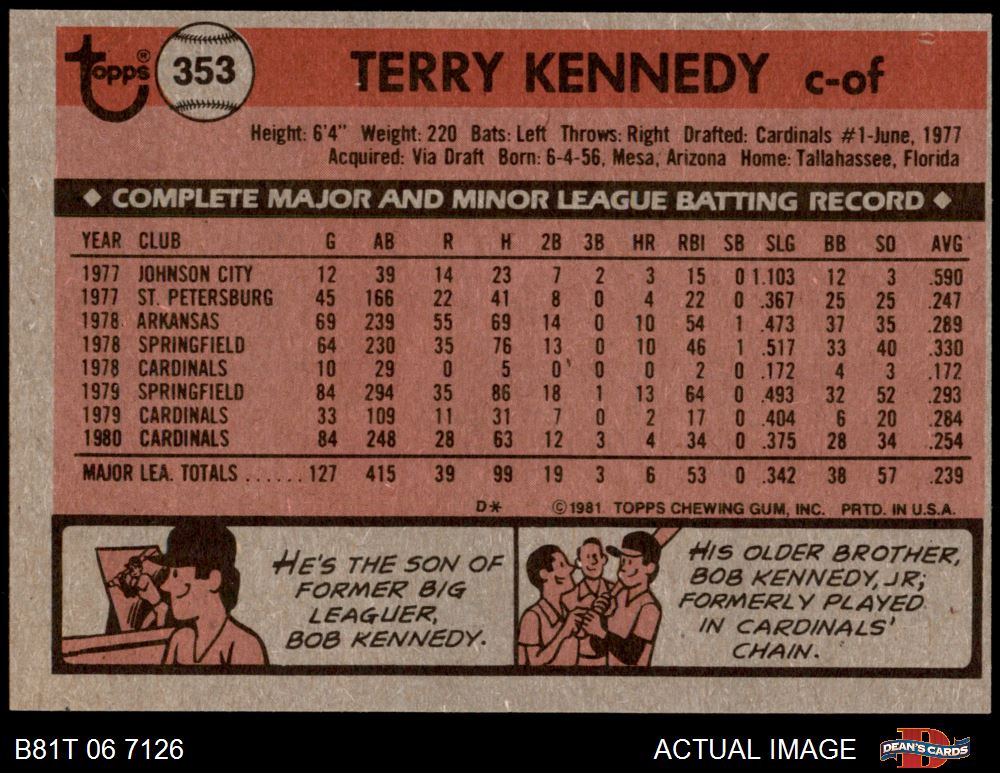 Topps® 353 TERRY KENNEDY c-of
Height: 6'4" Weight: 220 Bats: Left Throws: Right Drafted: Cardinals #1-June, 1977
Acquired: Via Draft Born: 6-4-56, Mesa, Arizona Home: Tallahassee, Florida
◆ COMPLETE MAJOR AND MINOR LEAGUE BATTING RECORD ◆
YEAR CLUB G AB R H 2B 3B HR RBI SB SLG BB SO AVG
1977 JOHNSON CITY 12 39 14 23 7 2 3 15 0 1.103 12 3 .590
1977 ST. PETERSBURG 45 166 22 41 8 0 4 22 0 .367 25 25 .247
1978 ARKANSAS 69 239 55 69 14 0 10 54 1 .473 37 35 .289
1978 SPRINGFIELD 64 230 35 76 13 0 10 46 1 .517 33 40 .330
1978 CARDINALS 10 29 0 5 0 0 0 2 0 .172 4 3 .172
1979 SPRINGFIELD 84 294 35 86 18 1 13 64 0 .493 32 52 .293
1979 CARDINALS 33 109 11 31 7 0 2 17 0 .404 6 20 .284
1980 CARDINALS 84 248 28 63 12 3 4 34 0 .375 28 34 .254
MAJOR LEA. TOTALS ...... 127 415 39 99 19 3 6 53 0 .342 38 57 .239
D* ©1981 TOPPS CHEWING GUM, INC. PRTD. IN U.S.A.
HE'S THE SON OF
FORMER BIG
LEAGUER,
BOB KENNEDY.
HIS OLDER BROTHER,
BOB KENNEDY, JR;
FORMERLY PLAYED
IN CARDINALS'
CHAIN.
B81T 06 7126 ACTUAL IMAGE DEAN'S CARDS